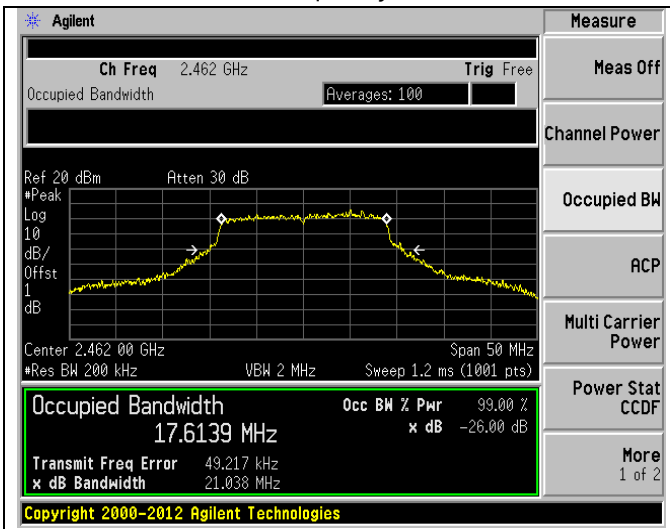 Agilent
Measure
Ch Freq 2.462 GHz Trig Free
Occupied Bandwidth Averages: 100
Ref 20 dBm Atten 30 dB
#Peak
Log
10
dB/
Offst
1
dB
Center 2.462 00 GHz Span 50 MHz
#Res BW 200 kHz VBW 2 MHz Sweep 1.2 ms (1001 pts)
Occupied Bandwidth Occ BW % Pwr 99.00 %
17.6139 MHz x dB -26.00 dB
Transmit Freq Error 49.217 kHz
x dB Bandwidth 21.038 MHz
Copyright 2000-2012 Agilent Technologies
Meas Off
Channel Power
Occupied BW
ACP
Multi Carrier
Power
Power Stat
CCDF
More
1 of 2